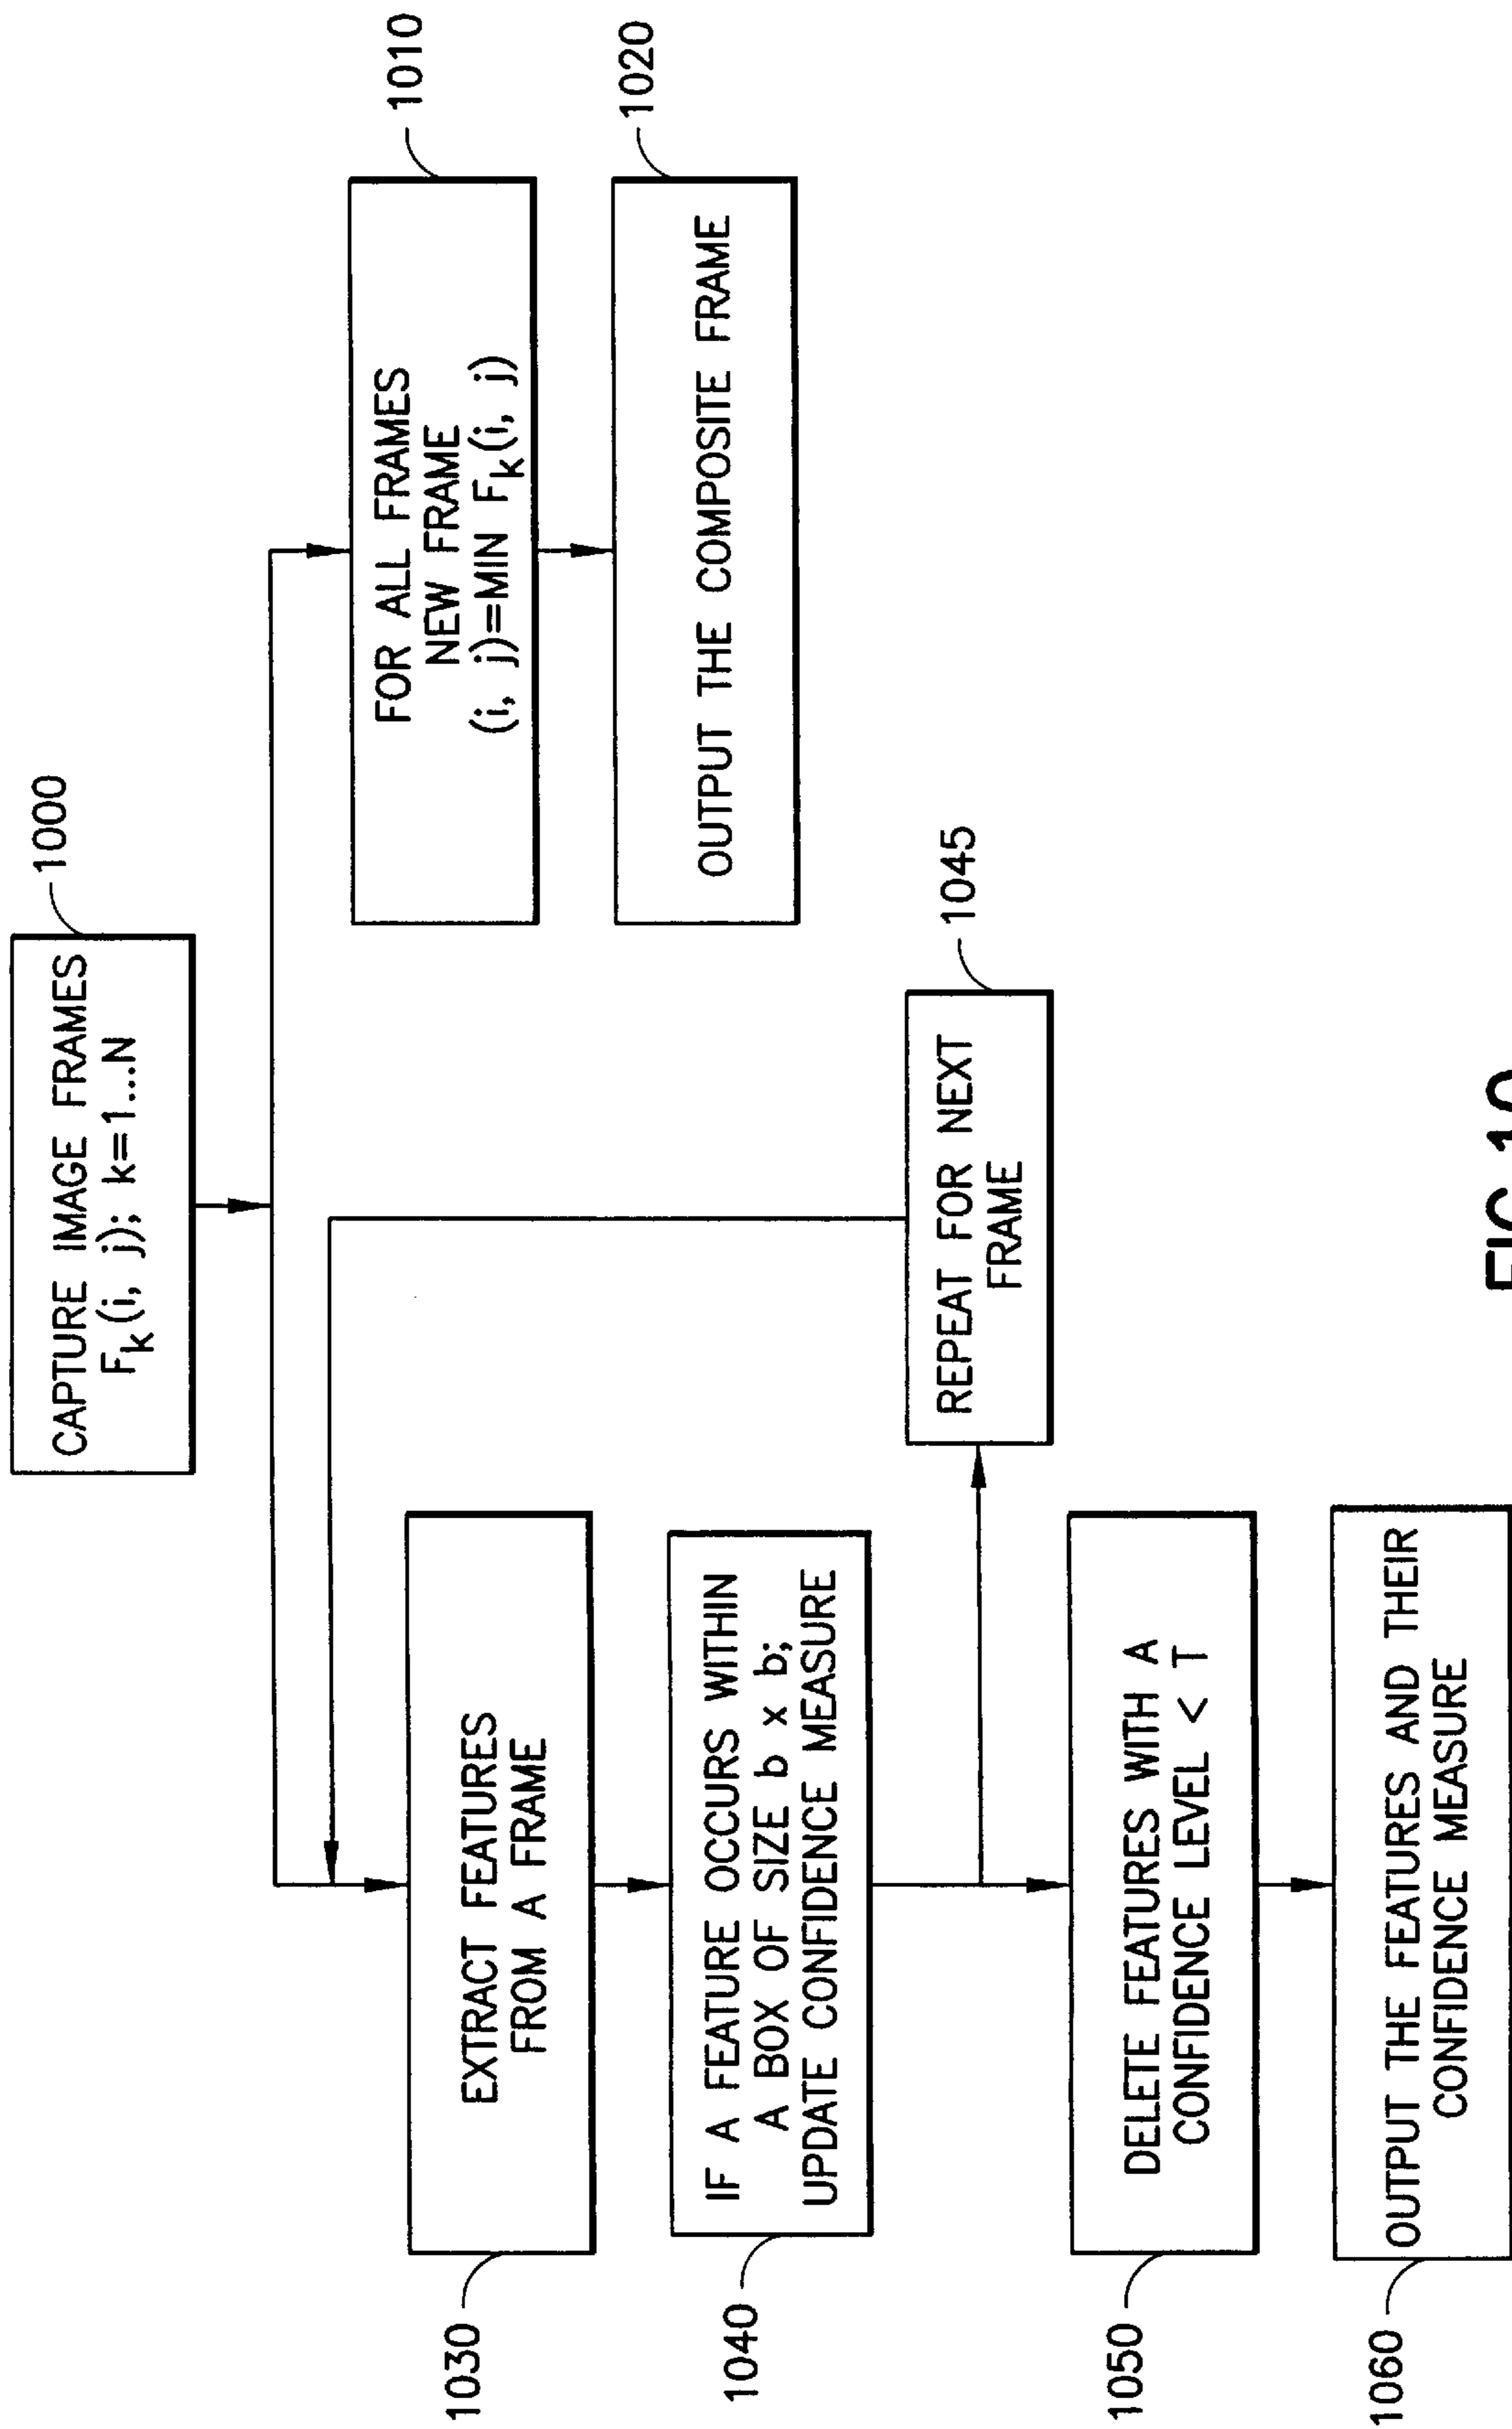 1000
CAPTURE IMAGE FRAMES
Fk(i, j); k=1...N
1010
FOR ALL FRAMES
NEW FRAME
(i, j)=MIN Fk(i, j)
1020
OUTPUT THE COMPOSITE FRAME
1030
EXTRACT FEATURES
FROM A FRAME
1040
IF A FEATURE OCCURS WITHIN
A BOX OF SIZE b x b;
UPDATE CONFIDENCE MEASURE
1045
REPEAT FOR NEXT
FRAME
1050
DELETE FEATURES WITH A
CONFIDENCE LEVEL < T
1060
OUTPUT THE FEATURES AND THEIR
CONFIDENCE MEASURE
FIG.10